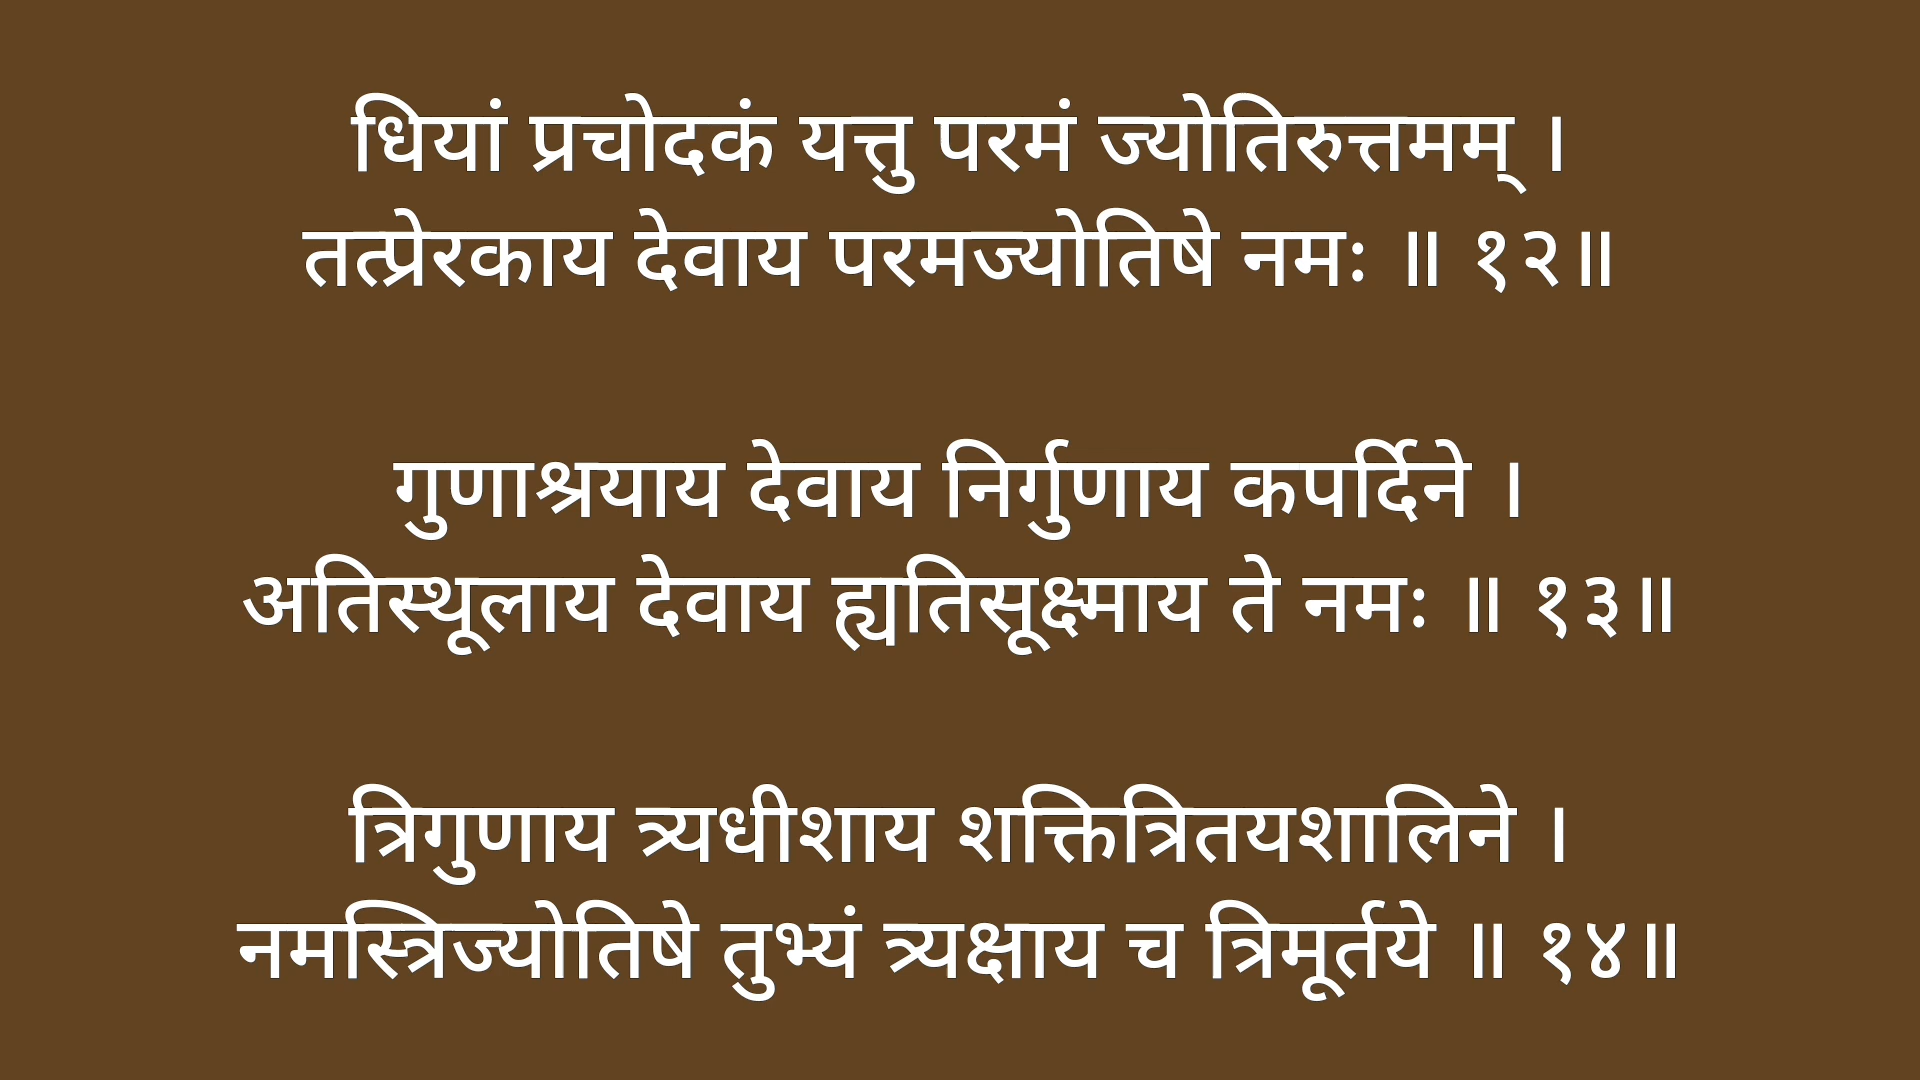 धियां प्रचोदकं यत्तु परमं ज्योतिरुत्तमम् ।
तत्प्रेरकाय देवाय परमज्योतिषे नमः ॥ १२॥
गुणाश्रयाय देवाय निर्गुणाय कपर्दिने ।
अतिस्थूलाय देवाय ह्यतिसूक्ष्माय ते नमः ॥ १३॥
त्रिगुणाय त्र्यधीशाय शक्तित्रितयशालिने ।
नमस्त्रिज्योतिषे तुभ्यं त्र्यक्षाय च त्रिमूर्तये ॥ १४॥